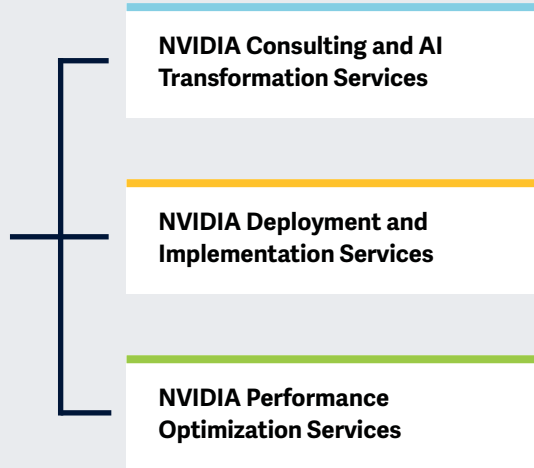 NVIDIA Consulting and AI
Transformation Services
NVIDIA Deployment and
Implementation Services
NVIDIA Performance
Optimization Services